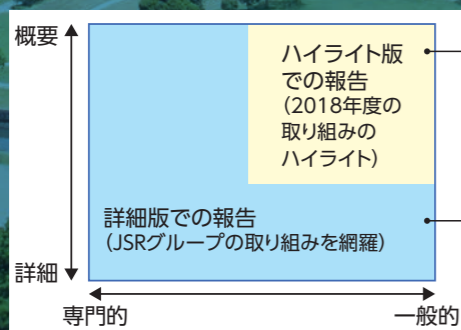 概要
ハイライト版
での報告
(2018年度の
取り組みの
ハイライト)
詳細版での報告
(JSRグループの取り組みを網羅)
詳細
専門的
一般的